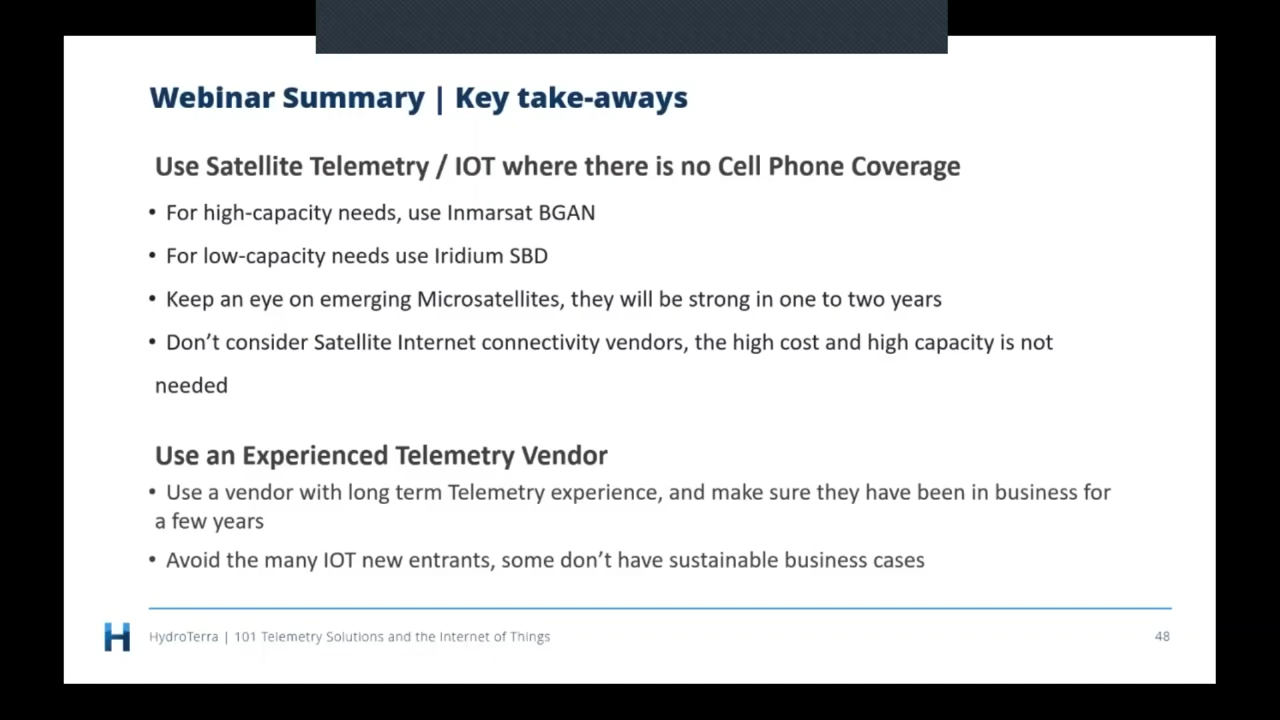 Webinar Summary | Key take-aways
Use Satellite Telemetry / IOT where there is no Cell Phone Coverage
• For high-capacity needs, use Inmarsat BGAN
• For low-capacity needs use Iridium SBD
• Keep an eye on emerging Microsatellites, they will be strong in one to two years
• Don’t consider Satellite Internet connectivity vendors, the high cost and high capacity is not
needed
Use an Experienced Telemetry Vendor
• Use a vendor with long term Telemetry experience, and make sure they have been in business for
a few years
• Avoid the many IOT new entrants, some don’t have sustainable business cases
H HydroTerra | 101 Telemetry Solutions and the Internet of Things 48